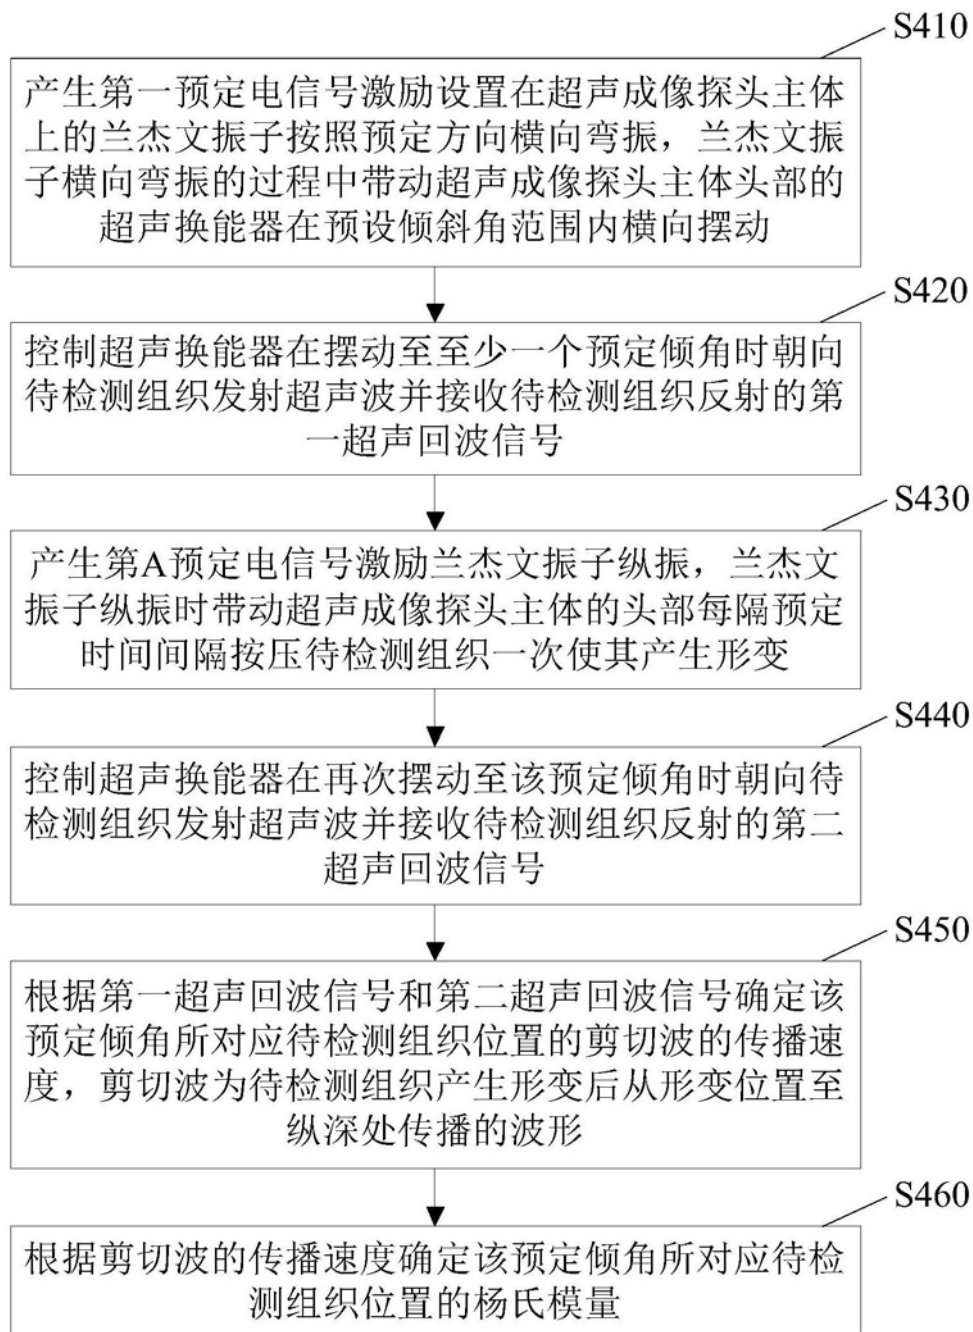 S410
产生第一预定电信号激励设置在超声成像探头主体
上的兰杰文振子按照预定方向横向弯振，兰杰文振
子横向弯振的过程中带动超声成像探头主体头部的
超声换能器在预设倾斜角范围内横向摆动
S420
控制超声换能器在摆动至至少一个预定倾角时朝向
待检测组织发射超声波并接收待检测组织反射的第
一超声回波信号
S430
产生第A预定电信号激励兰杰文振子纵振，兰杰文
振子纵振时带动超声成像探头主体的头部每隔预定
时间间隔按压待检测组织一次使其产生形变
S440
控制超声换能器在再次摆动至该预定倾角时朝向待
检测组织发射超声波并接收待检测组织反射的第二
超声回波信号
S450
根据第一超声回波信号和第二超声回波信号确定该
预定倾角所对应待检测组织位置的剪切波的传播速
度，剪切波为待检测组织产生形变后从形变位置至
纵深处传播的波形
S460
根据剪切波的传播速度确定该预定倾角所对应待检
测组织位置的杨氏模量